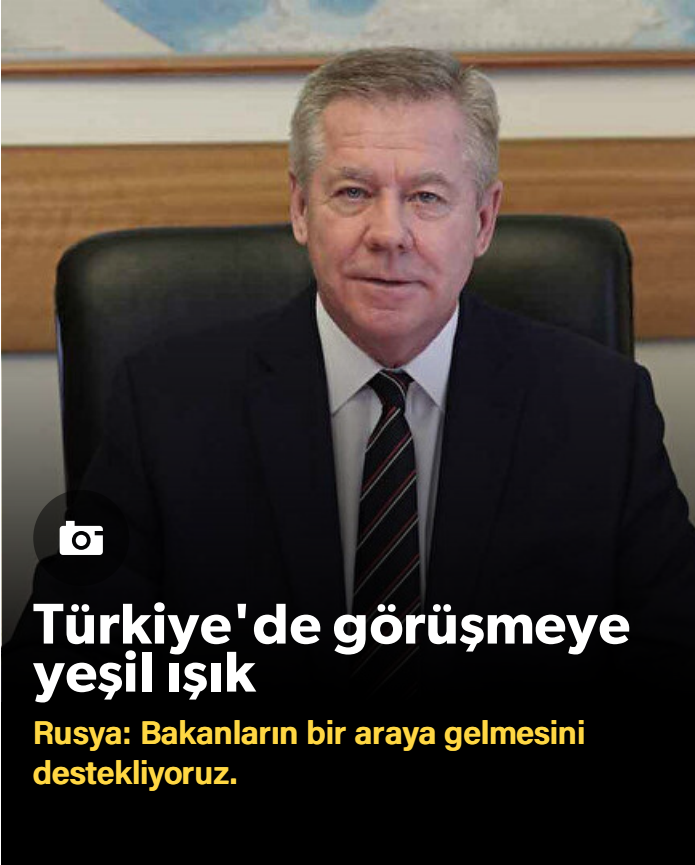 Türkiye'de görüşmeye
yeşil ışık
Rusya: Bakanların bir araya gelmesini
destekliyoruz.